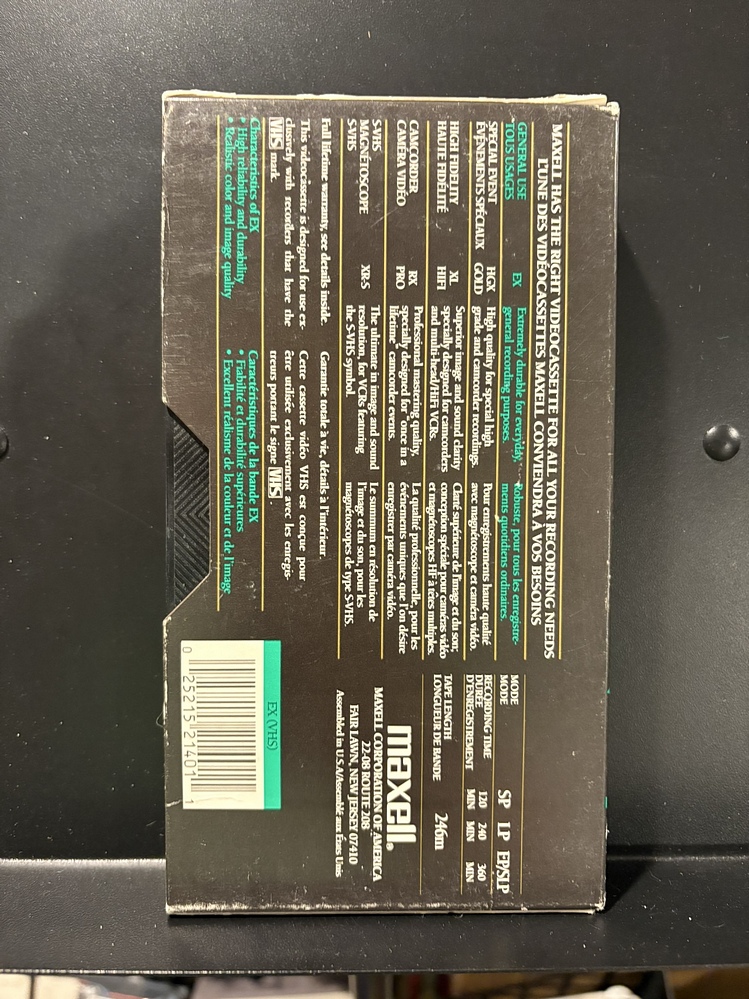 MAXELL HAS THE RIGHT VIDEOCASSETTE FOR ALL YOUR RECORDING NEEDS
L'UNE DES VIDÉOCASSETTES MAXELL CONVIENDRA À VOS BESOINS
GENERAL USE
TOUS USAGES
EX
Extremely durable for everyday,
general recording purposes.
Robuste, pour tous les enregistre-
ments quotidiens ordinaires.
SPECIAL EVENT
ÉVÉNEMENTS SPÉCIAUX
HGX
GOLD
High quality for special high
grade and camcorder recordings.
Pour enregistrements haute qualité
avec magnétoscope et caméra vidéo.
HIGH FIDELITY
HAUTE FIDÉLITÉ
XL
HIFI
Superior image and sound clarity
specially designed for camcorders
and multi-head/HiFi VCRs.
Clarté supérieure de l'image et du son;
conception spéciale pour caméras vidéo
et magnétoscopes HF à têtes multiples.
CAMCORDER
CAMÉRA VIDÉO
RX
PRO
Professional mastering quality,
specially designed for "once in a
lifetime" camcorder events.
La qualité professionnelle, pour les
événements uniques que l'on désire
enregistrer par caméra vidéo.
S-VHS
MAGNÉTOSCOPE
S-VHS
XR-S
The ultimate in image and sound
resolution, for VCRs featuring
the S-VHS symbol.
Le summum en résolution de
l'image et du son, pour les
magnétoscopes de type S-VHS.
Full lifetime warranty, see details inside.
This videocassette is designed for use ex-
clusively with recorders that have the
VHS mark.
Garantie totale à vie, détails à l'intérieur
Cette cassette vidéo VHS est conçue pour
être utilisée exclusivement avec les enregis-
treurs portant le signe VHS.
Characteristics of EX
• High reliability and durability
• Realistic color and image quality
Caractéristiques de la bande EX
• Fiabilité et durabilité supérieures
• Excellent réalisme de la couleur et de l'image
MODE
MODE
SP LP EP/SLP
RECORDING TIME
DURÉE
D'ENREGISTREMENT
120 240 360
MIN MIN MIN
TAPE LENGTH
LONGUEUR DE BANDE
246m
maxell®
MAXELL CORPORATION OF AMERICA
22-08 ROUTE 208
FAIR LAWN, NEW JERSEY 07410
Assembled in U.S.A/Assemblé aux États Unis
EX (VHS)
0 25215 21401 1